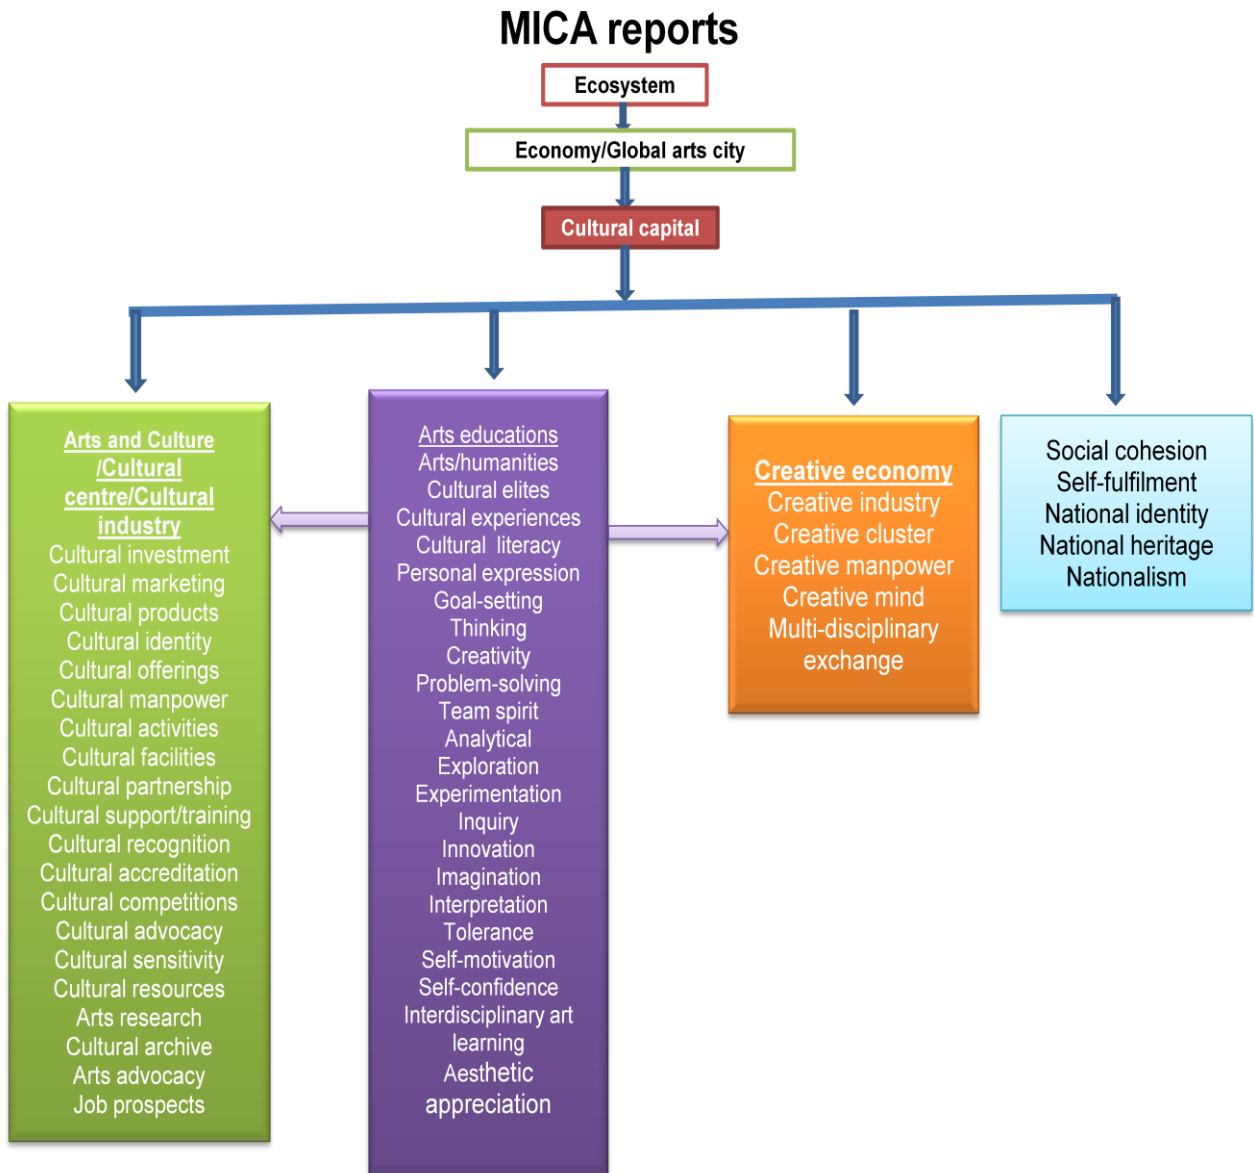 MICA reports
Ecosystem
Economy/Global arts city
Cultural capital
Arts and Culture
/Cultural
centre/Cultural
industry
Cultural investment
Cultural marketing
Cultural products
Cultural identity
Cultural offerings
Cultural manpower
Cultural activities
Cultural facilities
Cultural partnership
Cultural support/training
Cultural recognition
Cultural accreditation
Cultural competitions
Cultural advocacy
Cultural sensitivity
Cultural resources
Arts research
Cultural archive
Arts advocacy
Job prospects
Arts educations
Arts/humanities
Cultural elites
Cultural experiences
Cultural literacy
Personal expression
Goal-setting
Thinking
Creativity
Problem-solving
Team spirit
Analytical
Exploration
Experimentation
Inquiry
Innovation
Imagination
Interpretation
Tolerance
Self-motivation
Self-confidence
Interdisciplinary art
learning
Aesthetic
appreciation
Creative economy
Creative industry
Creative cluster
Creative manpower
Creative mind
Multi-disciplinary
exchange
Social cohesion
Self-fulfilment
National identity
National heritage
Nationalism